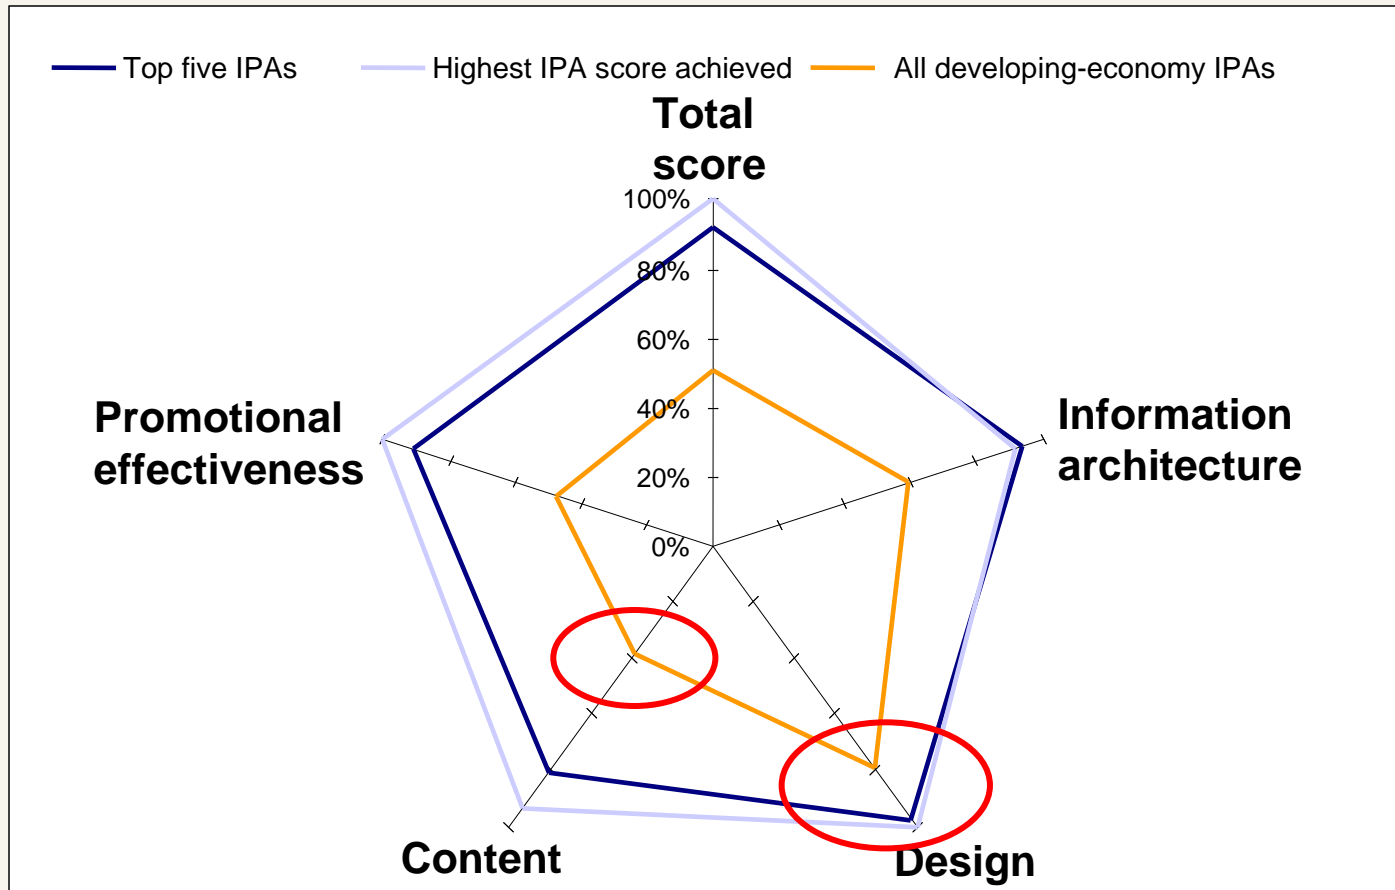 Top five IPAs
Highest IPA score achieved
All developing-economy IPAs
Total
score
100%
80%
60%
40%
20%
0%
Information
architecture
Promotional
effectiveness
Content
Design